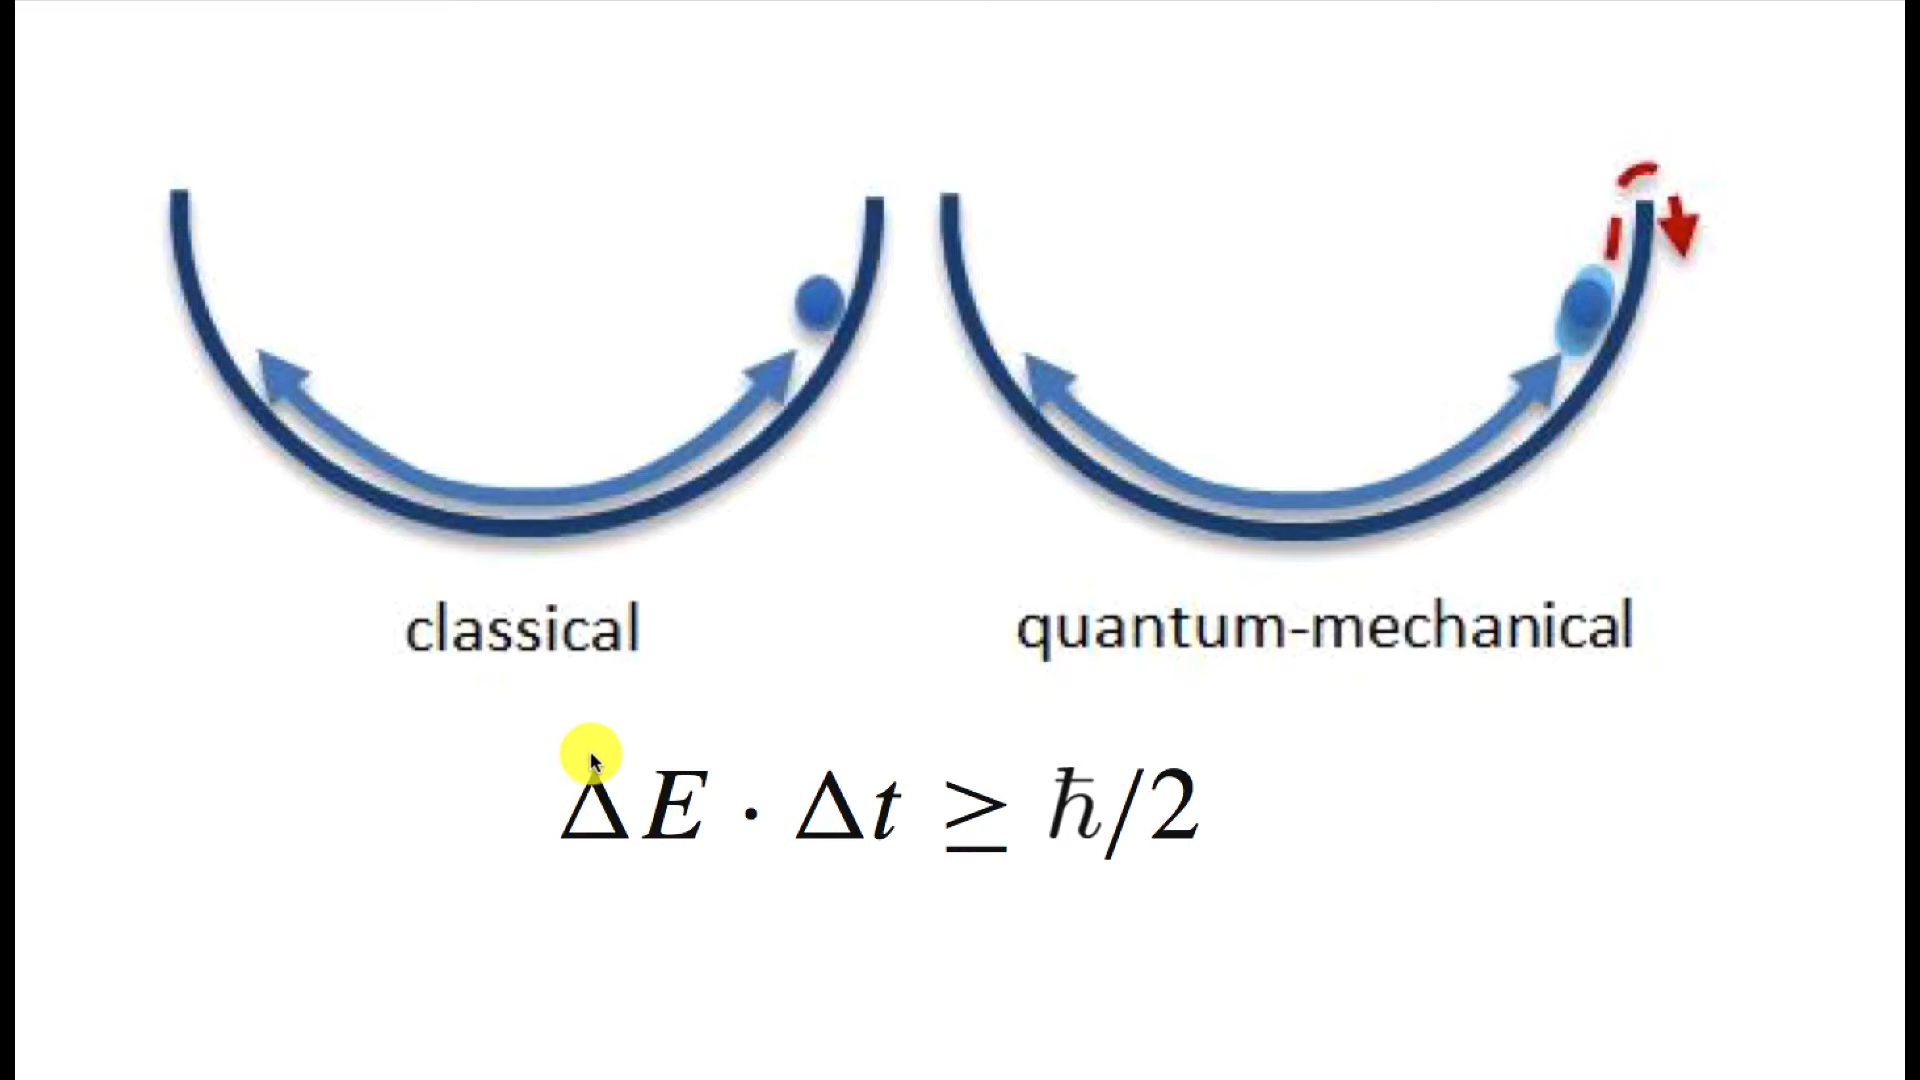 classical
quantum-mechanical
ΔE · Δt ≥ ℏ/2